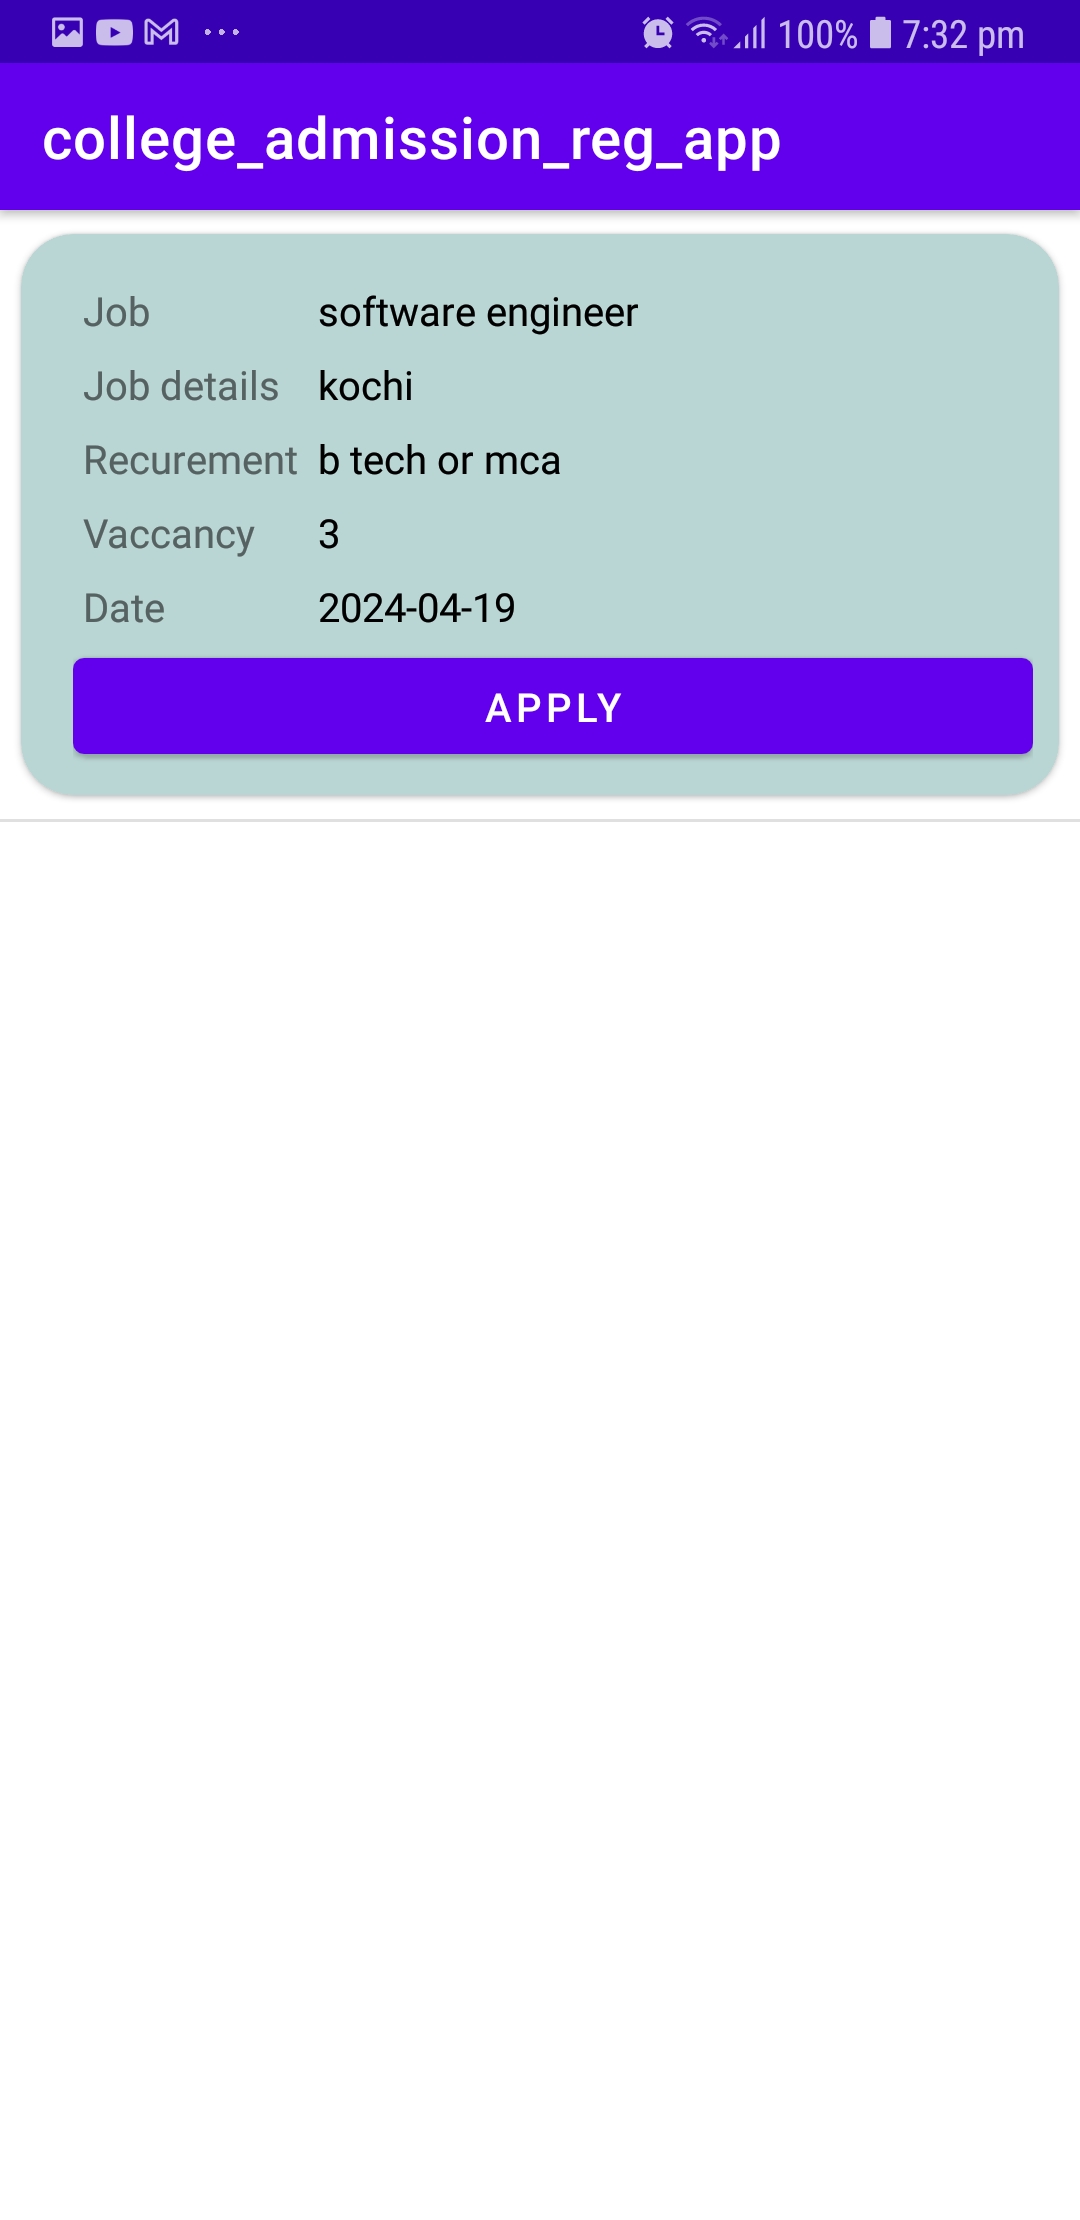 100% 7:32 pm
college_admission_reg_app
Job software engineer
Job details kochi
Recurement b tech or mca
Vaccancy 3
Date 2024-04-19
APPLY